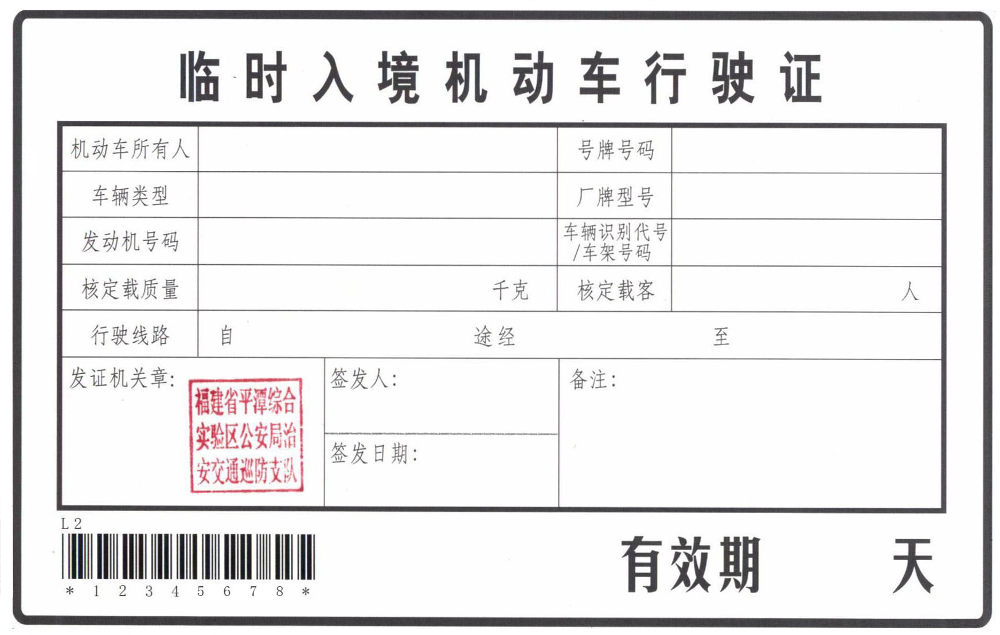 临时入境机动车行驶证
机动车所有人 号牌号码
车辆类型 厂牌型号
发动机号码 车辆识别代号
/车架号码
核定载质量 千克 核定载客 人
行驶线路 自 途经 至
发证机关章: 签发人: 备注:
福建省平潭综合
实验区公安局治
安交通巡防支队
签发日期:
L2
*12345678*
有效期 天